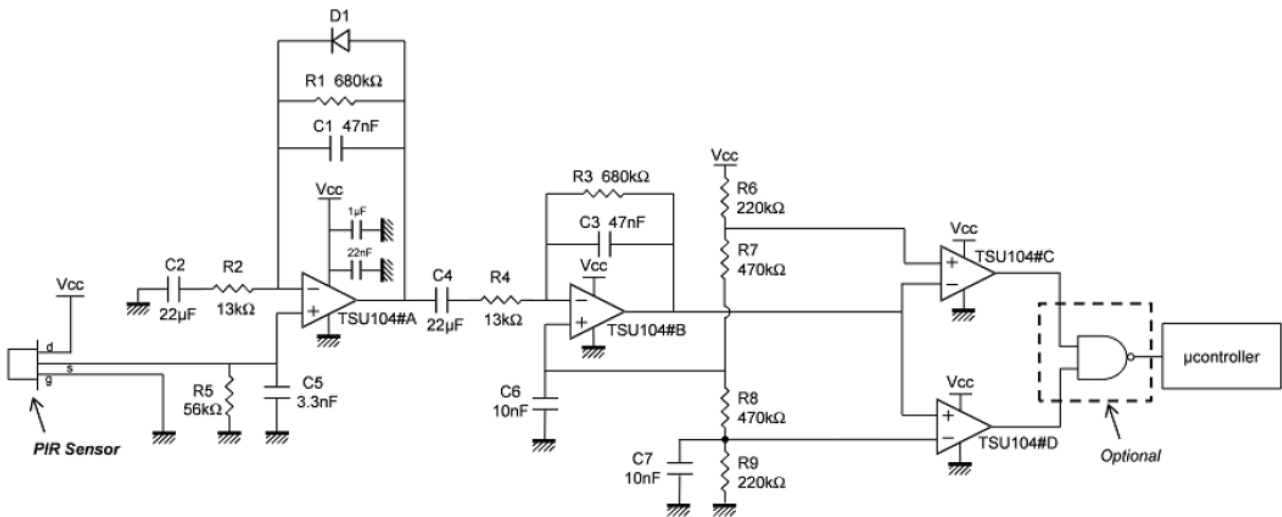 D1
R1 680kΩ
C1 47nF
Vcc
1µF
22nF
C2
22µF
R2
13kΩ
TSU104#A
C4
22µF
R4
13kΩ
R3 680kΩ
C3 47nF
Vcc
TSU104#B
Vcc
R6
220kΩ
R7
470kΩ
Vcc
TSU104#C
Vcc
d
s
g
PIR Sensor
R5
56kΩ
C5
3.3nF
C6
10nF
R8
470kΩ
C7
10nF
R9
220kΩ
Vcc
TSU104#D
µcontroller
Optional